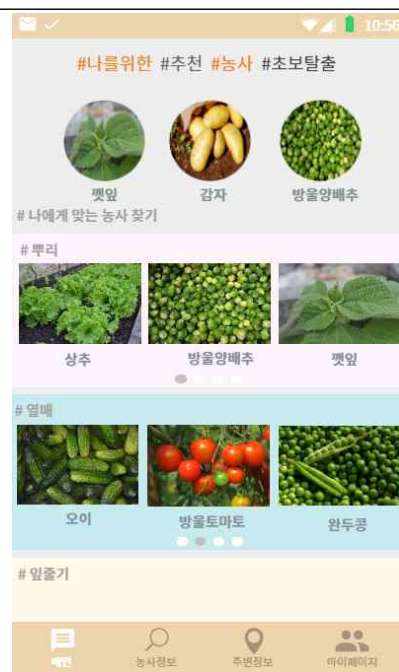 10:56
#나를위한 #추천 #농사 #초보탈출
깻잎 감자 방울양배추
# 나에게 맞는 농사 찾기
# 뿌리
상추 방울양배추 깻잎
# 열매
오이 방울토마토 완두콩
# 잎줄기
농사정보 주변정보 마이페이지